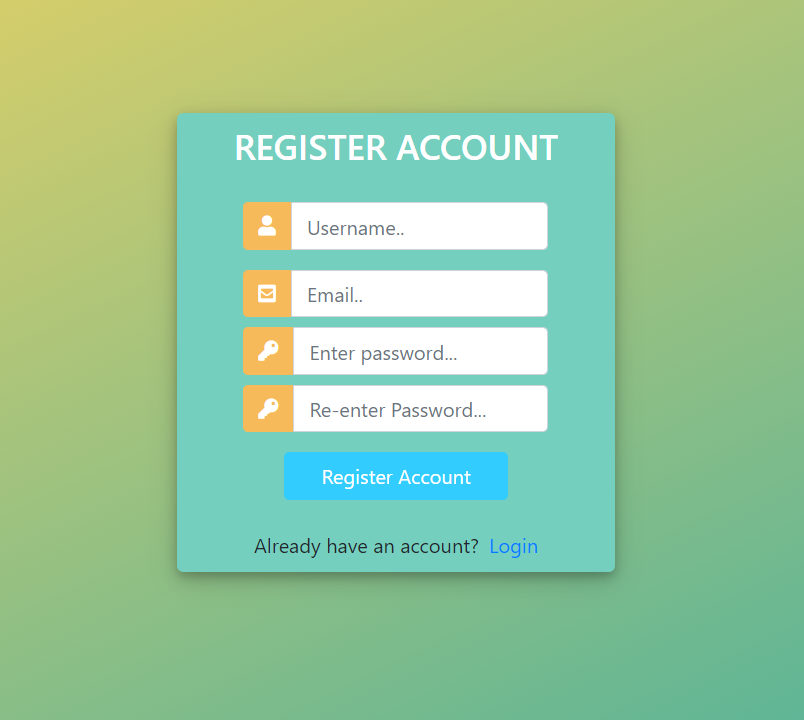 REGISTER ACCOUNT
Username..
Email..
Enter password...
Re-enter Password...
Register Account
Already have an account? Login